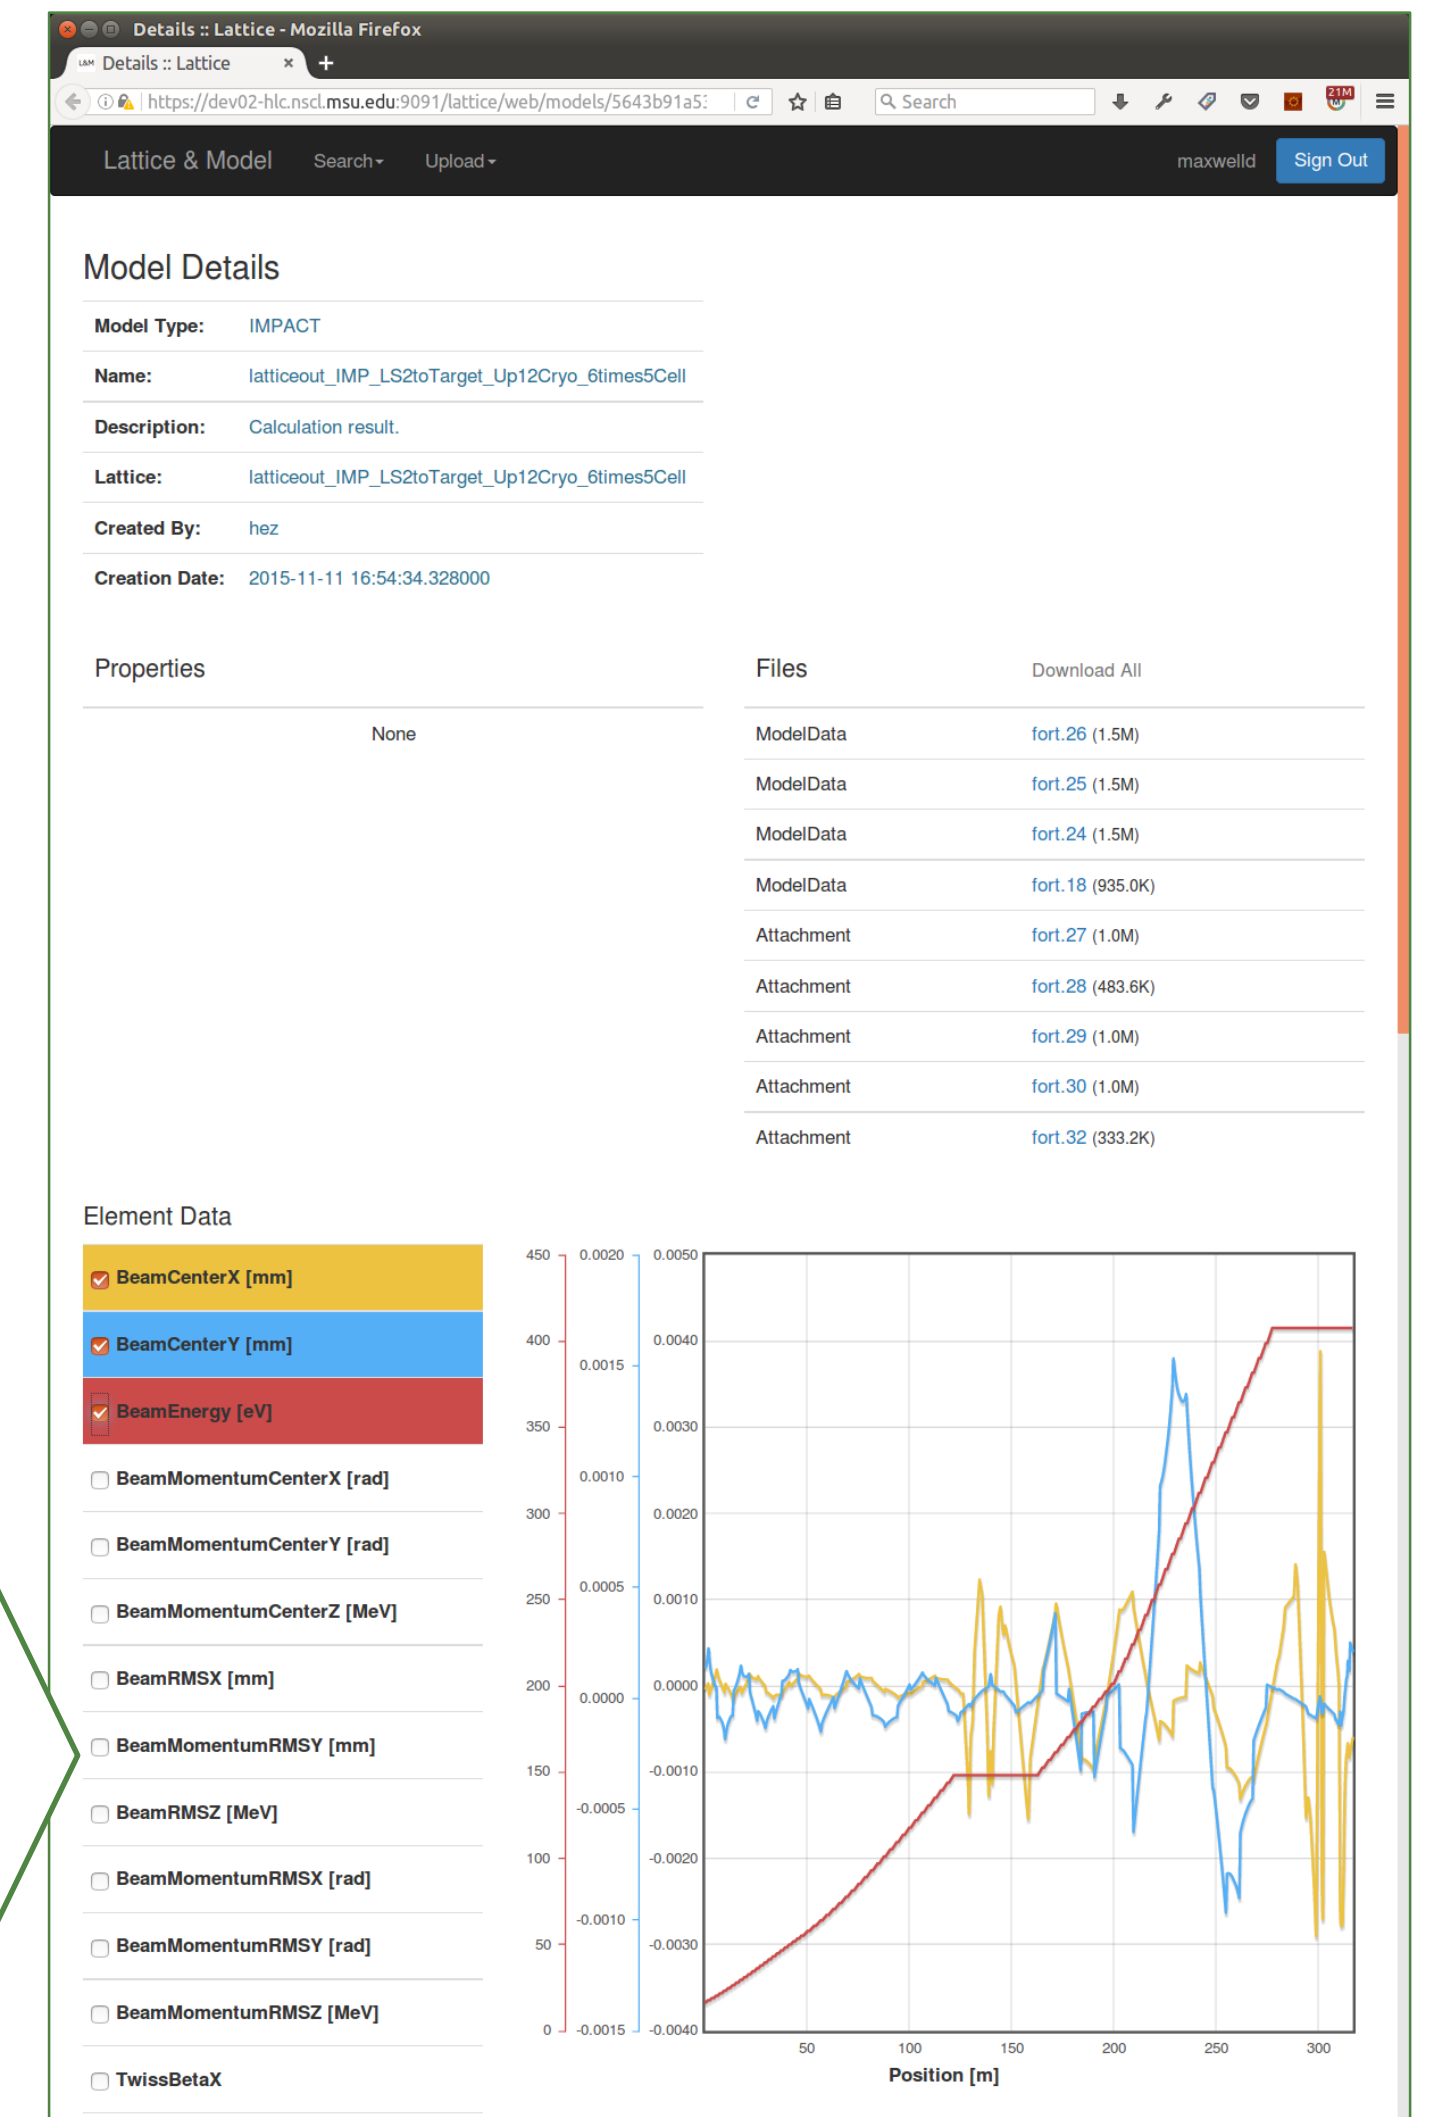 Details :: Lattice - Mozilla Firefox
Details :: Lattice × +
https://dev02-hlc.nscl.msu.edu:9091/lattice/web/models/5643b91a5 Search 21M
Lattice & Model Search Upload maxwelld Sign Out
Model Details
Model Type: IMPACT
Name: latticeout_IMP_LS2toTarget_Up12Cryo_6times5Cell
Description: Calculation result.
Lattice: latticeout_IMP_LS2toTarget_Up12Cryo_6times5Cell
Created By: hez
Creation Date: 2015-11-11 16:54:34.328000
Properties
None
Files Download All
ModelData fort.26 (1.5M)
ModelData fort.25 (1.5M)
ModelData fort.24 (1.5M)
ModelData fort.18 (935.0K)
Attachment fort.27 (1.0M)
Attachment fort.28 (483.6K)
Attachment fort.29 (1.0M)
Attachment fort.30 (1.0M)
Attachment fort.32 (333.2K)
Element Data
BeamCenterX [mm]
BeamCenterY [mm]
BeamEnergy [eV]
BeamMomentumCenterX [rad]
BeamMomentumCenterY [rad]
BeamMomentumCenterZ [MeV]
BeamRMSX [mm]
BeamMomentumRMSY [mm]
BeamRMSZ [MeV]
BeamMomentumRMSX [rad]
BeamMomentumRMSY [rad]
BeamMomentumRMSZ [MeV]
TwissBetaX
450
400
350
300
250
200
150
100
50
0
0.0020
0.0015
0.0010
0.0005
0.0000
-0.0005
-0.0010
-0.0015
0.0050
0.0040
0.0030
0.0020
0.0010
0.0000
-0.0010
-0.0020
-0.0030
-0.0040
50 100 150 200 250 300
Position [m]